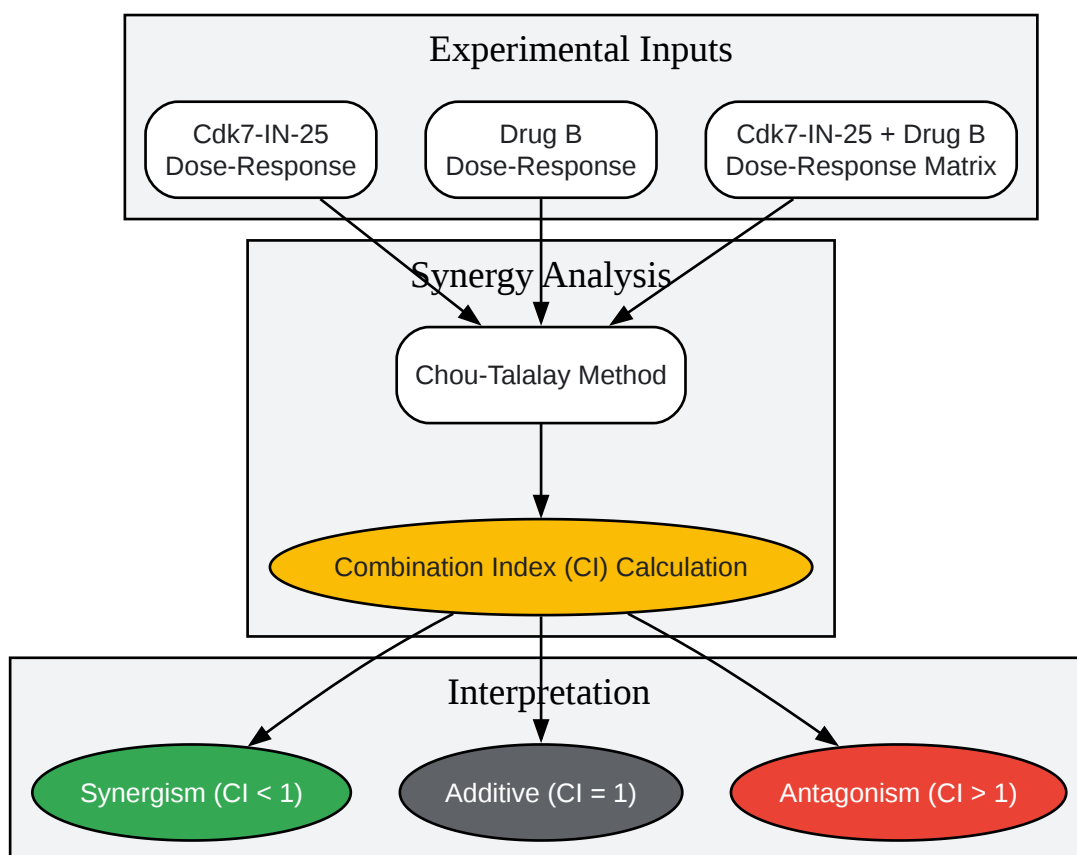 Experimental Inputs
Cdk7-IN-25
Dose-Response
Drug B
Dose-Response
Cdk7-IN-25 + Drug B
Dose-Response Matrix
Synergy Analysis
Chou-Talalay Method
Combination Index (CI) Calculation
Interpretation
Synergism (CI < 1)
Additive (CI = 1)
Antagonism (CI > 1)